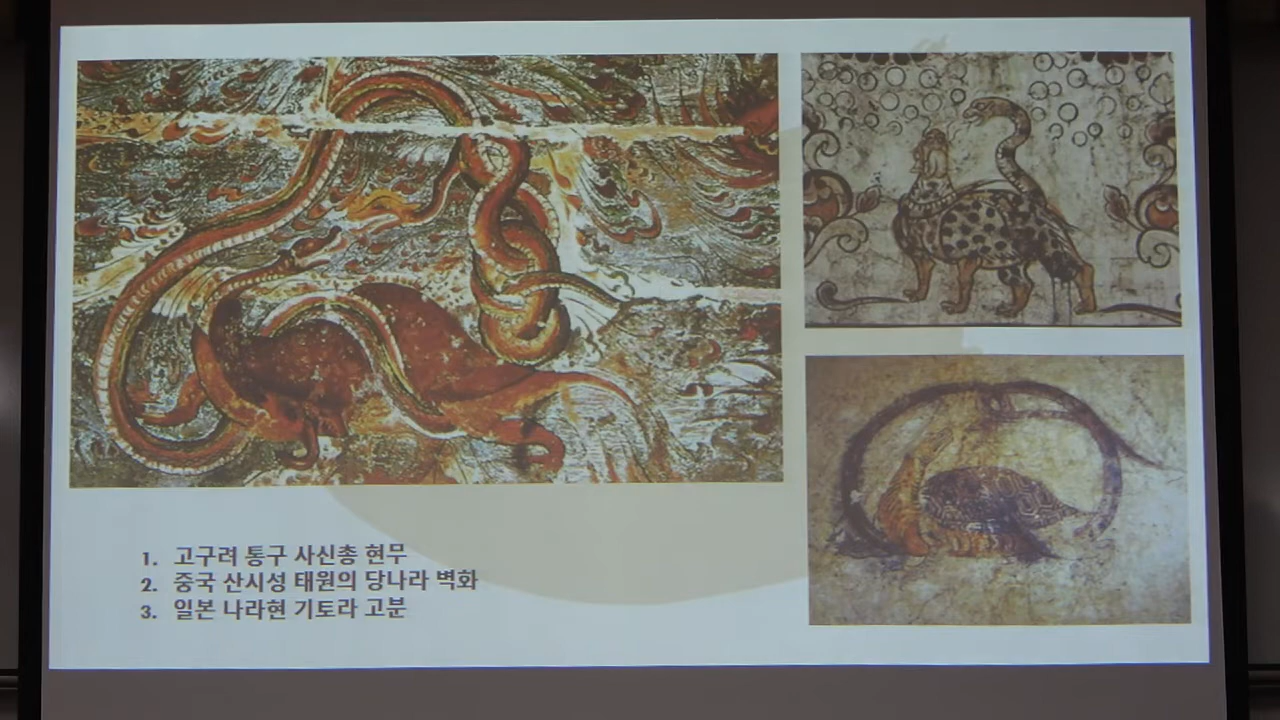 1. 고구려 통구 사신총 현무
2. 중국 산시성 태원의 당나라 벽화
3. 일본 나라현 기토라 고분